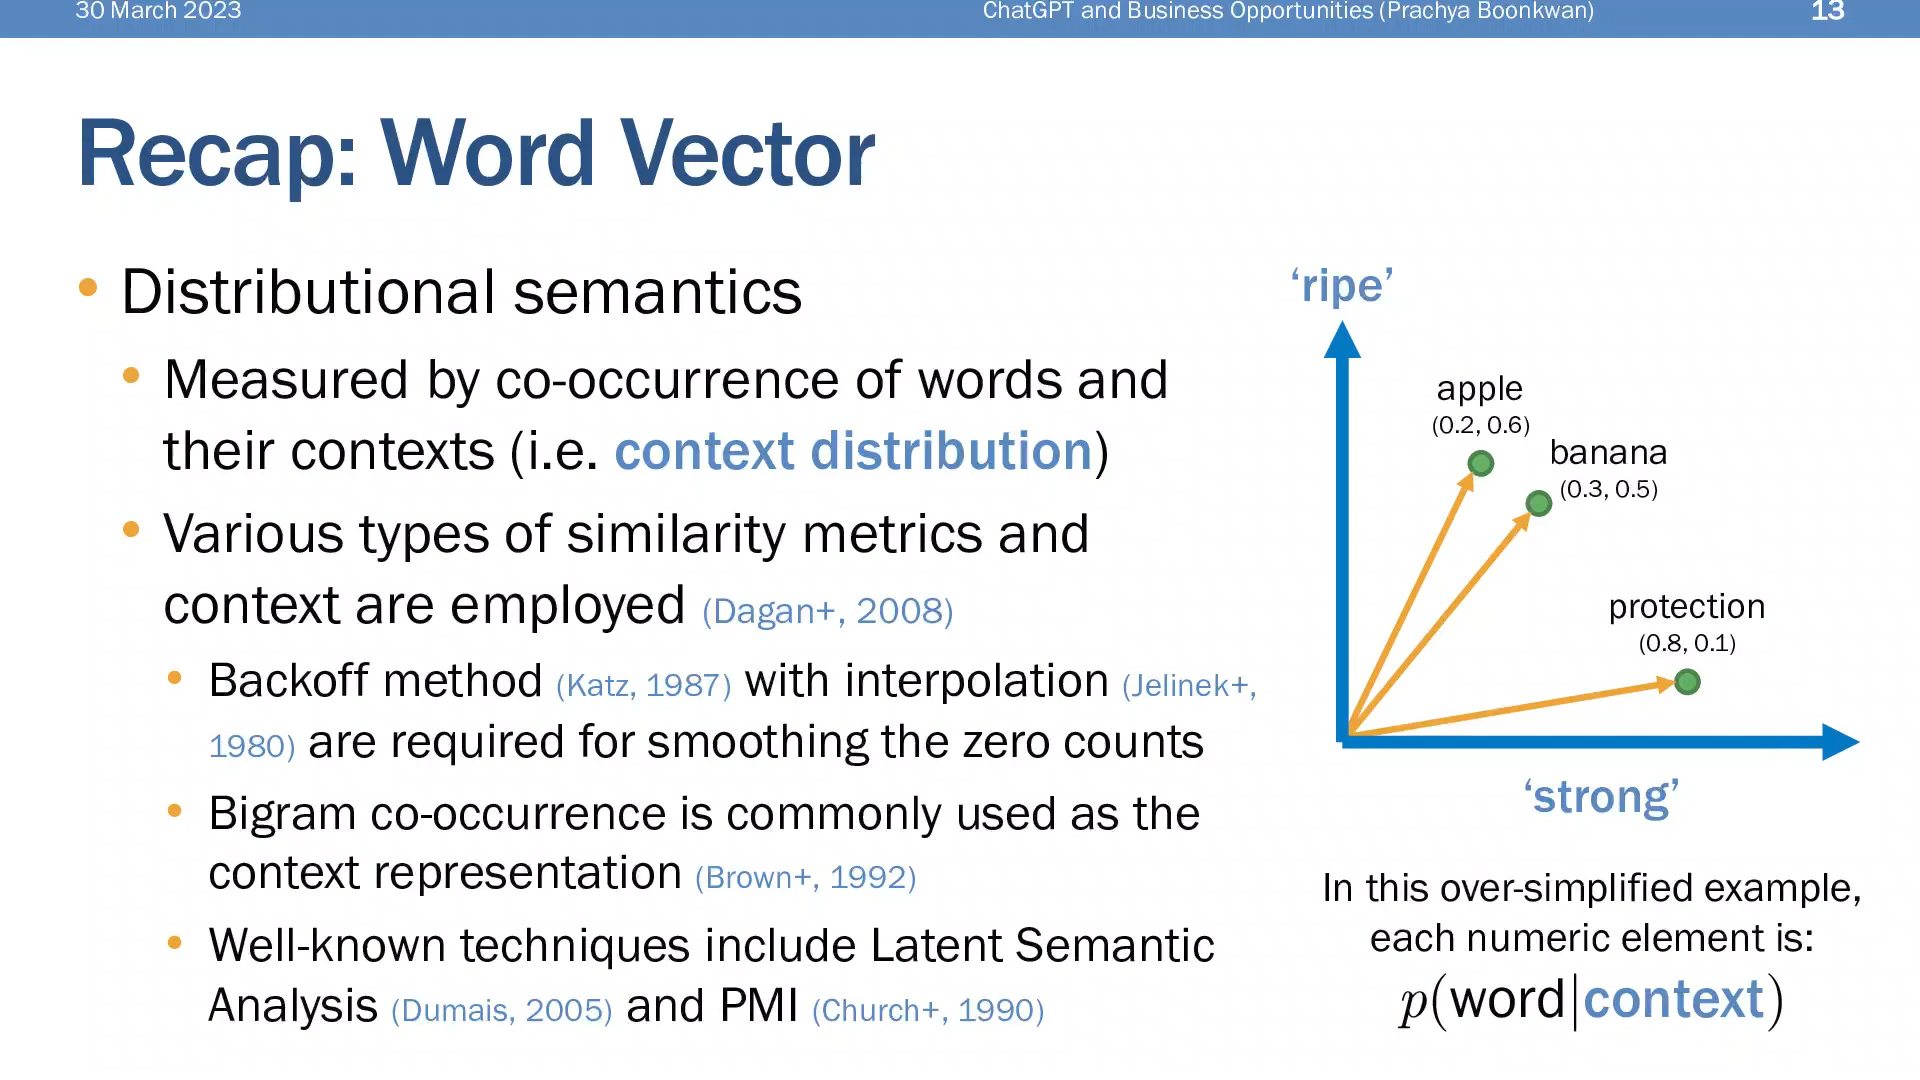 30 March 2023
ChatGPT and Business Opportunities (Prachya Boonkwan)
13
Recap: Word Vector
• Distributional semantics
• Measured by co-occurrence of words and
their contexts (i.e. context distribution)
• Various types of similarity metrics and
context are employed (Dagan+, 2008)
• Backoff method (Katz, 1987) with interpolation (Jelinek+,
1980) are required for smoothing the zero counts
• Bigram co-occurrence is commonly used as the
context representation (Brown+, 1992)
• Well-known techniques include Latent Semantic
Analysis (Dumais, 2005) and PMI (Church+, 1990)
‘ripe’
apple
(0.2, 0.6)
banana
(0.3, 0.5)
protection
(0.8, 0.1)
‘strong’
In this over-simplified example,
each numeric element is:
p(word|context)